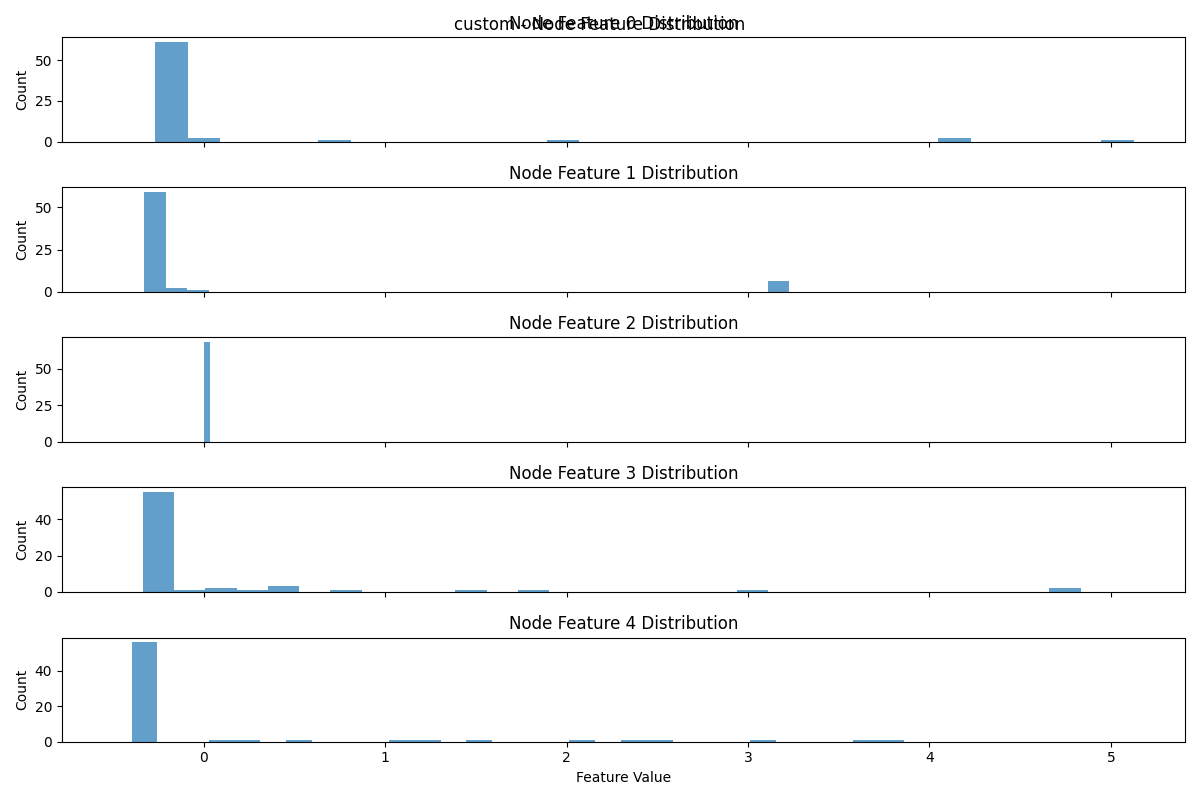 custom - Node Feature Distribution
Node Feature 0 Distribution
Count
50
25
0
Node Feature 1 Distribution
Count
50
25
0
Node Feature 2 Distribution
Count
50
25
0
Node Feature 3 Distribution
Count
40
20
0
Node Feature 4 Distribution
Count
40
20
0
0 1 2 3 4 5
Feature Value